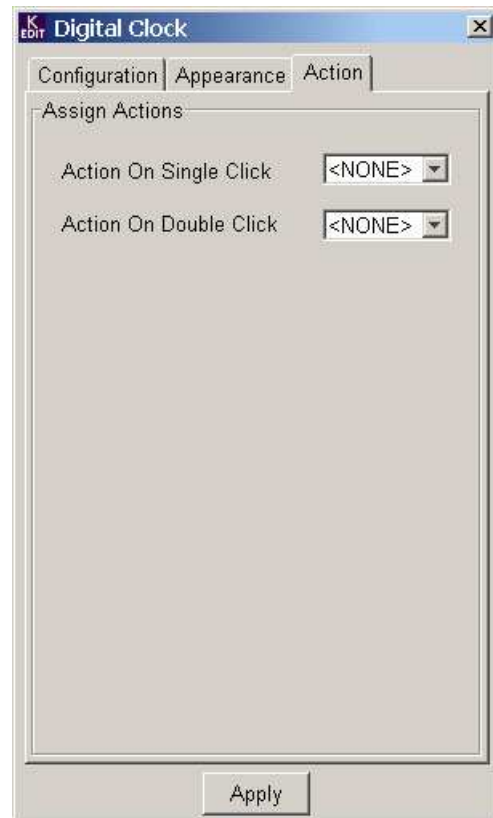 K EDIT Digital Clock
Configuration Appearance Action
Assign Actions
Action On Single Click <NONE>
Action On Double Click <NONE>
Apply